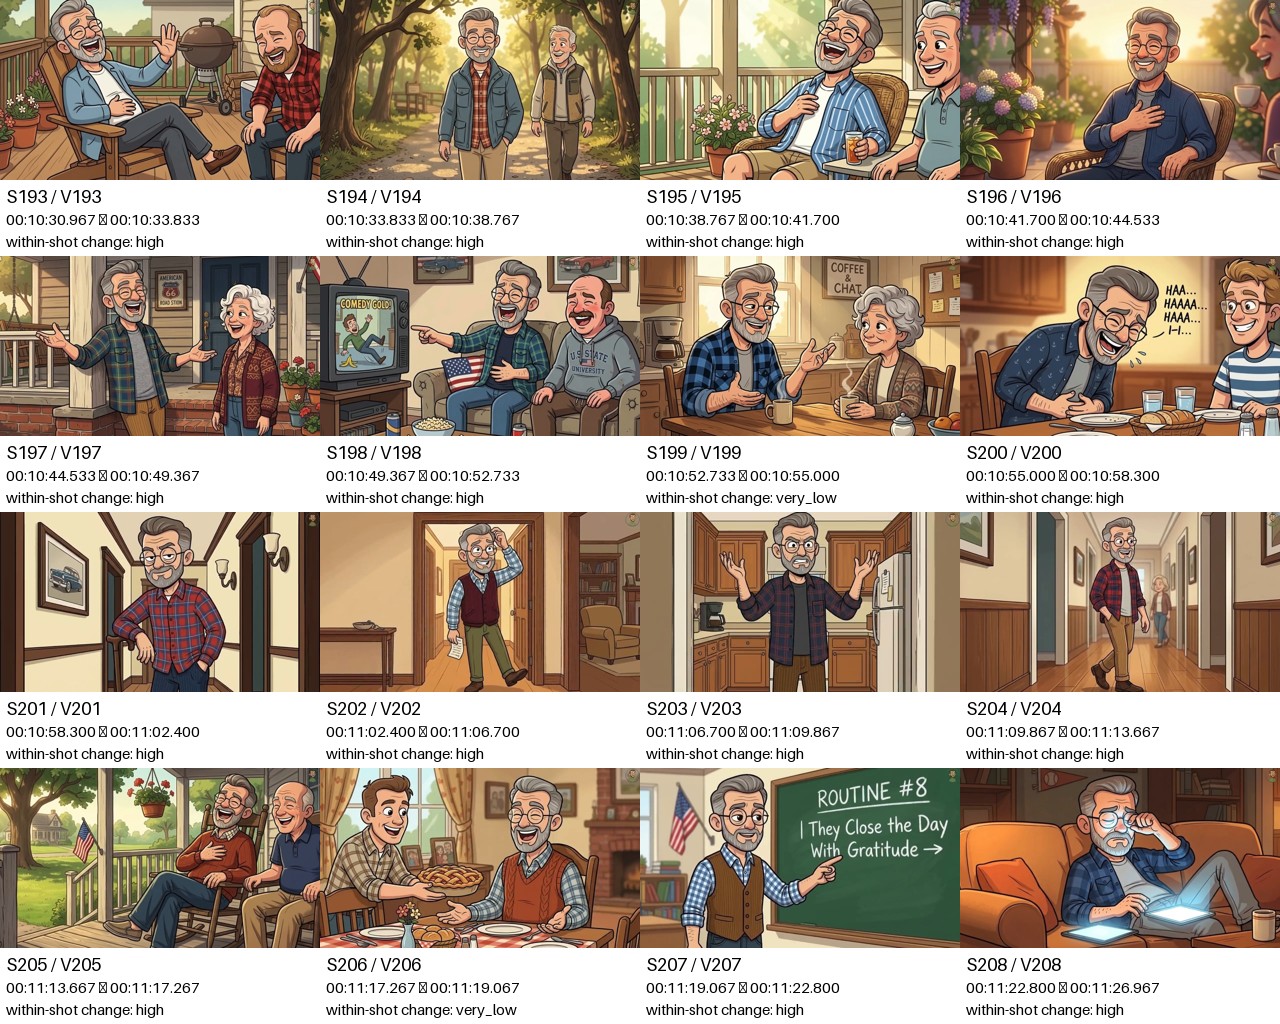 S193 / V193
00:10:30.967 00:10:33.833
within-shot change: high
S194 / V194
00:10:33.833 00:10:38.767
within-shot change: high
S195 / V195
00:10:38.767 00:10:41.700
within-shot change: high
S196 / V196
00:10:41.700 00:10:44.533
within-shot change: high
AMERICAN
ROAD
S197 / V197
00:10:44.533 00:10:49.367
within-shot change: high
COMEDY GOLD!
U.S STATE
UNIVERSITY
S198 / V198
00:10:49.367 00:10:52.733
within-shot change: high
COFFEE
&
CHAT
S199 / V199
00:10:52.733 00:10:55.000
within-shot change: very_low
HAA...
HAAAA...
HAAA...
I-I...
S200 / V200
00:10:55.000 00:10:58.300
within-shot change: high
S201 / V201
00:10:58.300 00:11:02.400
within-shot change: high
S202 / V202
00:11:02.400 00:11:06.700
within-shot change: high
S203 / V203
00:11:06.700 00:11:09.867
within-shot change: high
S204 / V204
00:11:09.867 00:11:13.667
within-shot change: high
S205 / V205
00:11:13.667 00:11:17.267
within-shot change: high
S206 / V206
00:11:17.267 00:11:19.067
within-shot change: very_low
ROUTINE #8
| They Close the Day
With Gratitude →
S207 / V207
00:11:19.067 00:11:22.800
within-shot change: high
S208 / V208
00:11:22.800 00:11:26.967
within-shot change: high